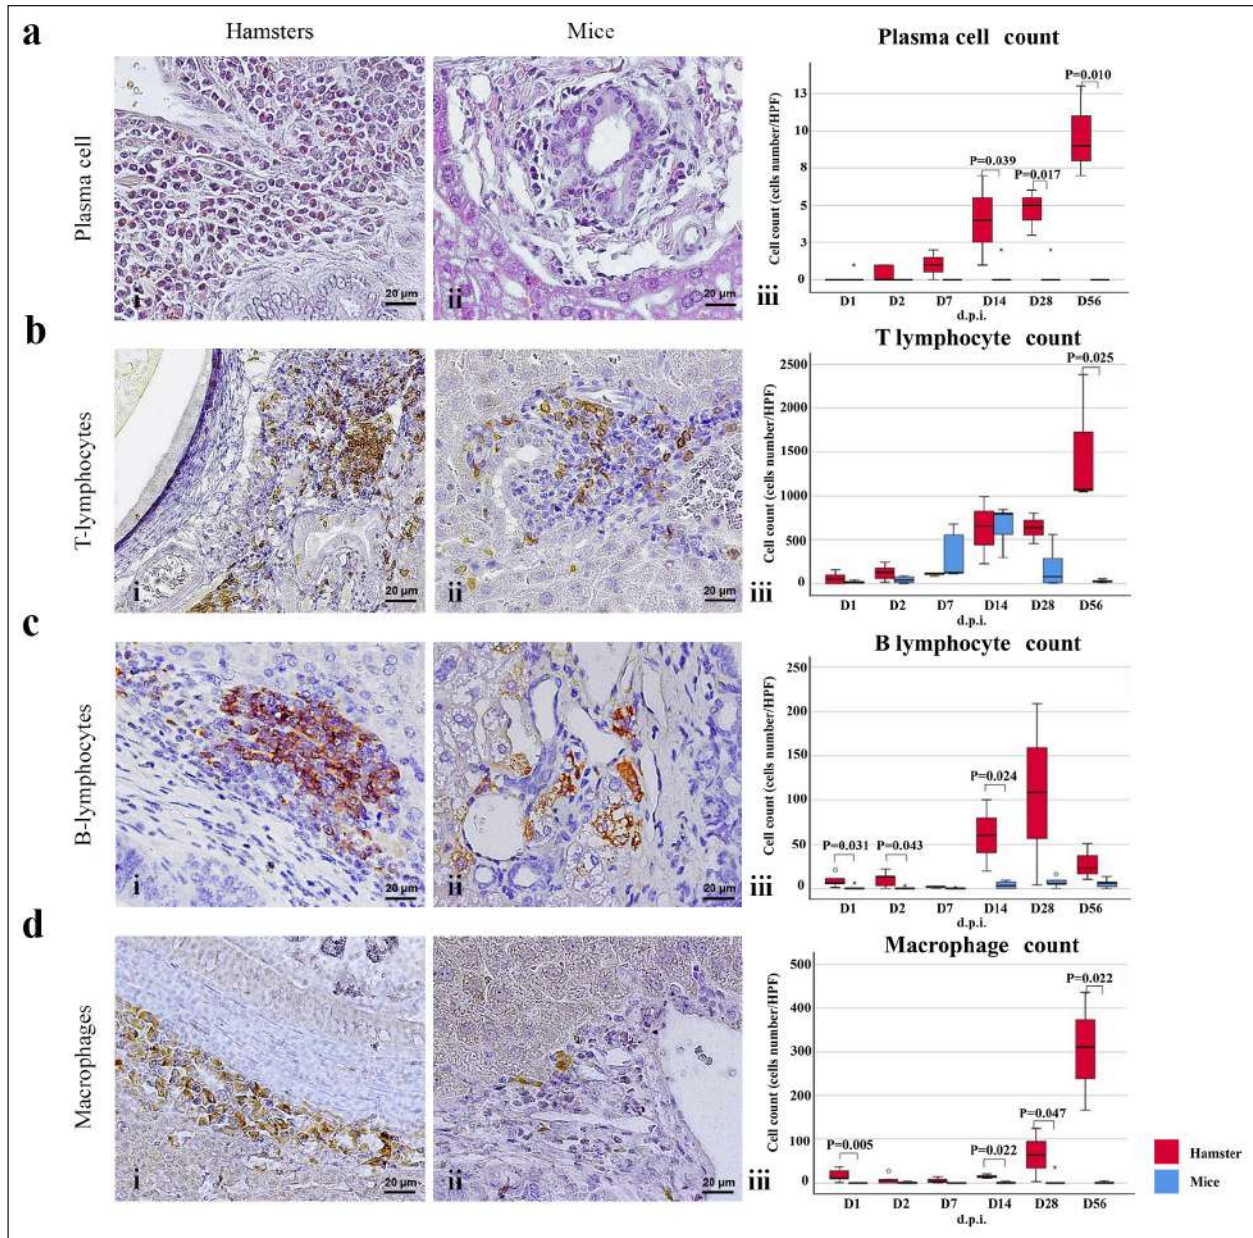 a
Hamsters
Mice
Plasma cell count
Plasma cell
i
20 µm
ii
20 µm
iii
Cell count (cells number/HPF)
13
10
8
5
3
0
P=0.039
P=0.017
P=0.010
D1 D2 D7 D14 D28 D56
d.p.i.
b
T lymphocyte count
T-lymphocytes
i
20 µm
ii
20 µm
iii
Cell count (cells number/HPF)
2500
2000
1500
1000
500
0
P=0.025
D1 D2 D7 D14 D28 D56
d.p.i.
c
B lymphocyte count
B-lymphocytes
i
20 µm
ii
20 µm
iii
Cell count (cells number/HPF)
250
200
150
100
50
0
P=0.031
P=0.043
P=0.024
D1 D2 D7 D14 D28 D56
d.p.i.
d
Macrophage count
Macrophages
i
20 µm
ii
20 µm
iii
Cell count (cells number/HPF)
500
400
300
200
100
0
P=0.005
P=0.022
P=0.047
P=0.022
D1 D2 D7 D14 D28 D56
d.p.i.
Hamster
Mice